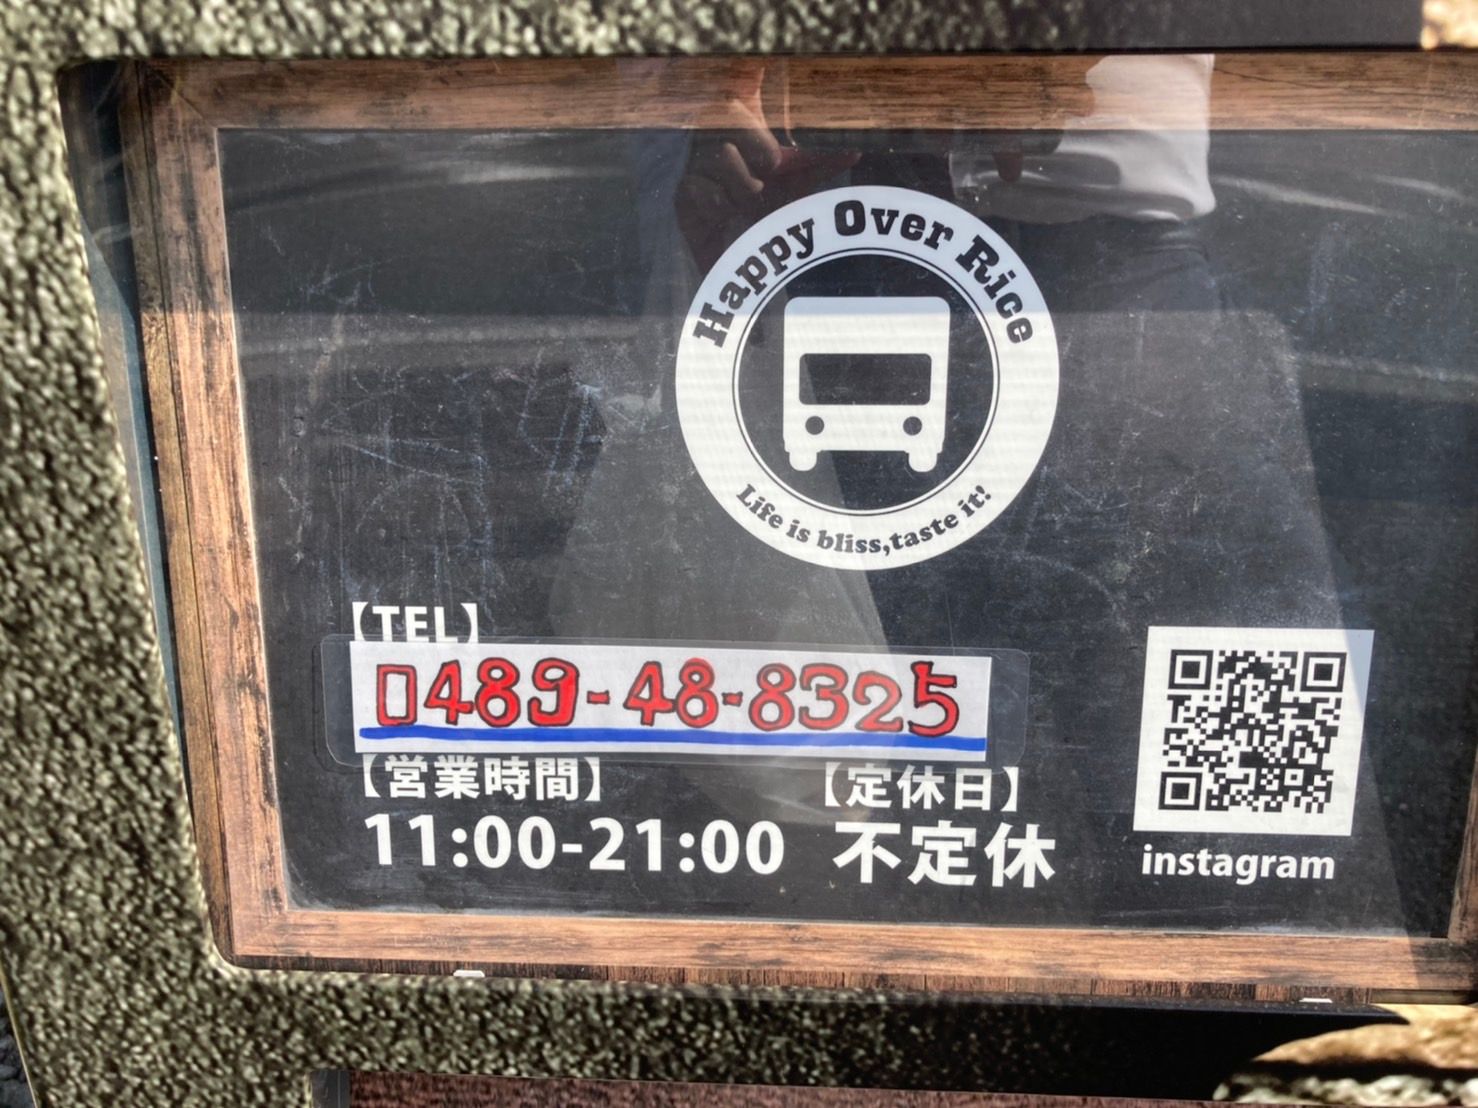 Happy Over Rice
Life is bliss,taste it!
【TEL】
0489-48-8325
【営業時間】
11:00-21:00
【定休日】
不定休
instagram